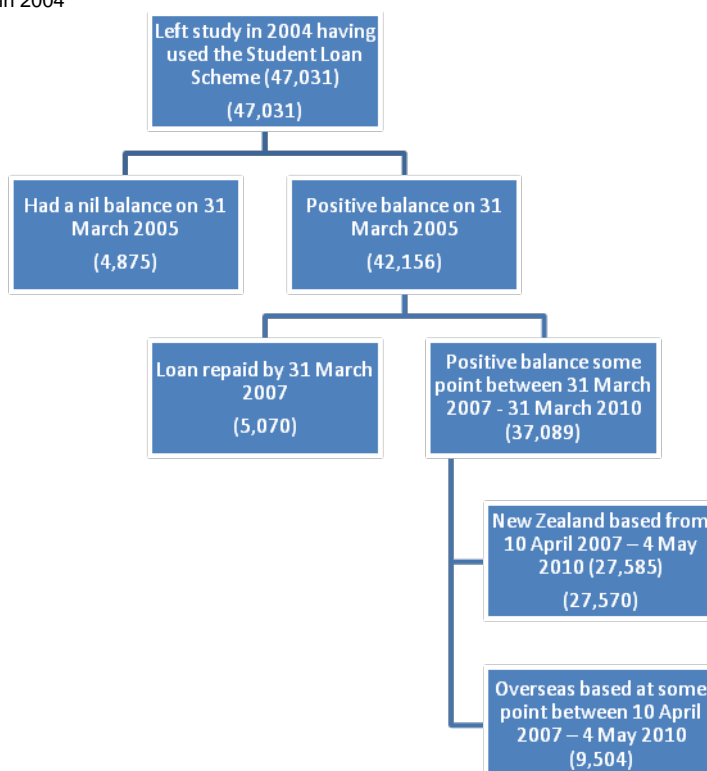 in 2004
Left study in 2004 having
used the Student Loan
Scheme (47,031)
(47,031)
Had a nil balance on 31
March 2005
(4,875)
Positive balance on 31
March 2005
(42,156)
Loan repaid by 31 March
2007
(5,070)
Positive balance some
point between 31 March
2007 - 31 March 2010
(37,089)
New Zealand based from
10 April 2007 – 4 May
2010 (27,585)
(27,570)
Overseas based at some
point between 10 April
2007 – 4 May 2010
(9,504)